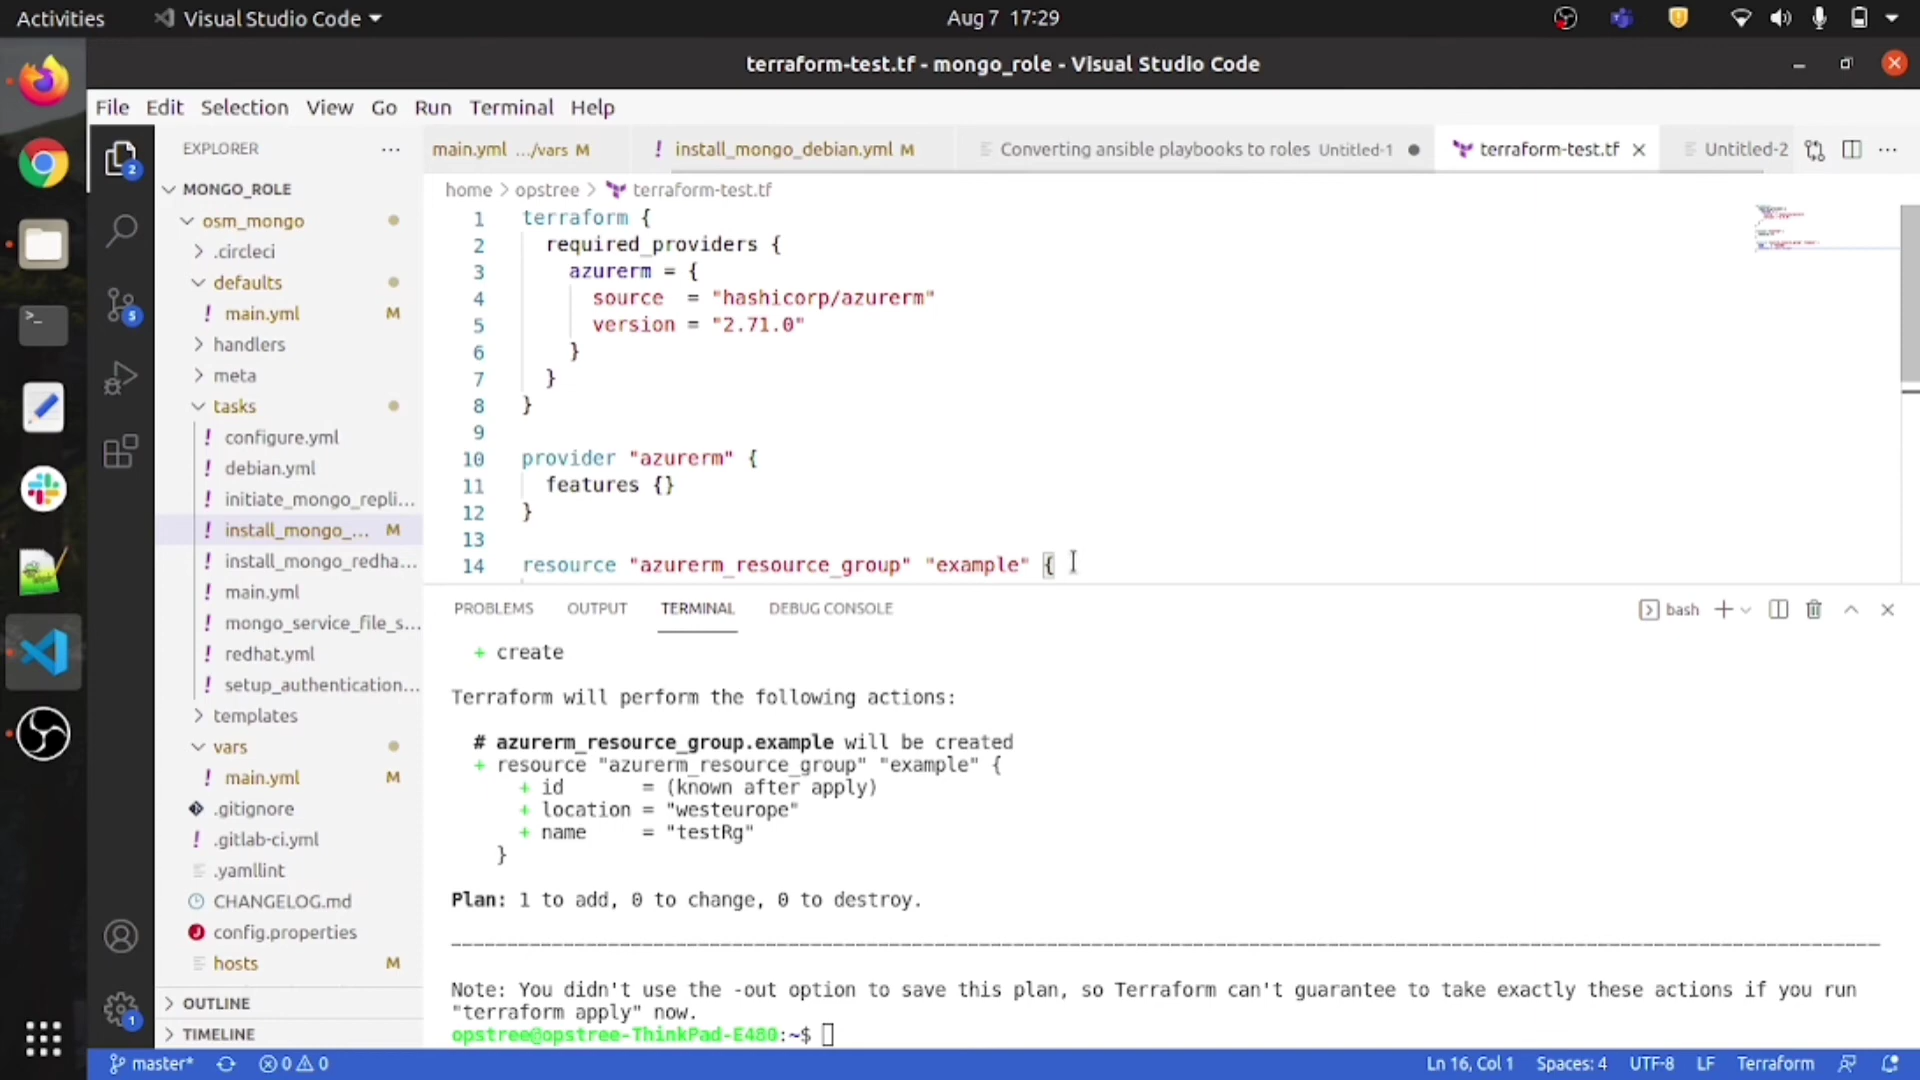 Activities
Visual Studio Code
Aug 7 17:29
terraform-test.tf - mongo_role - Visual Studio Code
File Edit Selection View Go Run Terminal Help
EXPLORER
main.yml .../vars M
! install_mongo_debian.yml M
Converting ansible playbooks to roles Untitled-1
terraform-test.tf
Untitled-2
2
5
1
MONGO_ROLE
osm_mongo
.circleci
defaults
! main.yml M
handlers
meta
tasks
! configure.yml
! debian.yml
! initiate_mongo_repli...
! install_mongo_... M
! install_mongo_redha...
! main.yml
! mongo_service_file_s...
! redhat.yml
! setup_authentication...
templates
vars
! main.yml M
.gitignore
! .gitlab-ci.yml
.yamllint
CHANGELOG.md
config.properties
hosts M
OUTLINE
TIMELINE
home > opstree > terraform-test.tf
1 terraform {
2 required_providers {
3 azurerm = {
4 source = "hashicorp/azurerm"
5 version = "2.71.0"
6 }
7 }
8 }
9
10 provider "azurerm" {
11 features {}
12 }
13
14 resource "azurerm_resource_group" "example" {
PROBLEMS OUTPUT TERMINAL DEBUG CONSOLE
bash
+ create
Terraform will perform the following actions:
# azurerm_resource_group.example will be created
+ resource "azurerm_resource_group" "example" {
+ id = (known after apply)
+ location = "westeurope"
+ name = "testRg"
}
Plan: 1 to add, 0 to change, 0 to destroy.
Note: You didn't use the -out option to save this plan, so Terraform can't guarantee to take exactly these actions if you run
"terraform apply" now.
opstree@opstree-ThinkPad-E480:~$
master* 0 0
Ln 16, Col 1 Spaces: 4 UTF-8 LF Terraform